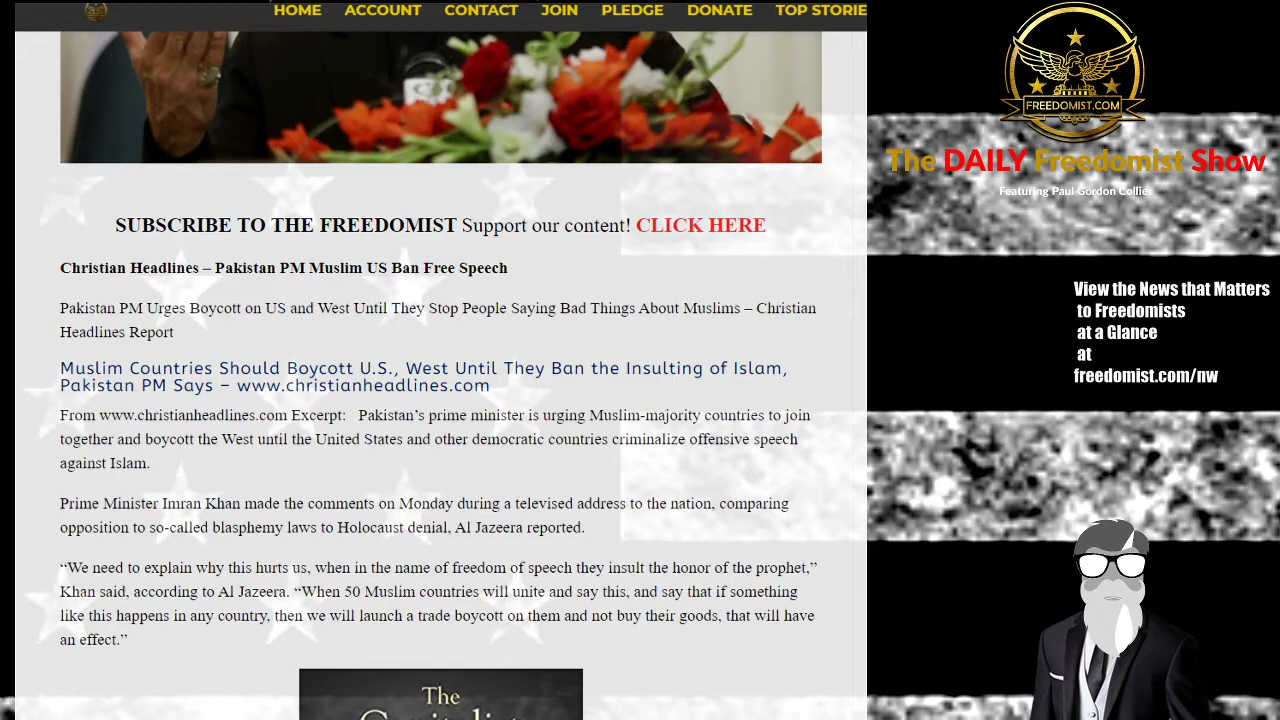 HOME ACCOUNT CONTACT JOIN PLEDGE DONATE TOP STORIE
SUBSCRIBE TO THE FREEDOMIST Support our content! CLICK HERE
Christian Headlines – Pakistan PM Muslim US Ban Free Speech
Pakistan PM Urges Boycott on US and West Until They Stop People Saying Bad Things About Muslims – Christian
Headlines Report
Muslim Countries Should Boycott U.S., West Until They Ban the Insulting of Islam,
Pakistan PM Says – www.christianheadlines.com
From www.christianheadlines.com Excerpt: Pakistan’s prime minister is urging Muslim-majority countries to join
together and boycott the West until the United States and other democratic countries criminalize offensive speech
against Islam.
Prime Minister Imran Khan made the comments on Monday during a televised address to the nation, comparing
opposition to so-called blasphemy laws to Holocaust denial, Al Jazeera reported.
“We need to explain why this hurts us, when in the name of freedom of speech they insult the honor of the prophet,”
Khan said, according to Al Jazeera. “When 50 Muslim countries will unite and say this, and say that if something
like this happens in any country, then we will launch a trade boycott on them and not buy their goods, that will have
an effect.”
The
Capitalist
FREEDOMIST.COM
The DAILY Freedomist Show
Featuring Paul Gordon Collier
View the News that Matters
to Freedomists
at a Glance
at
freedomist.com/nw